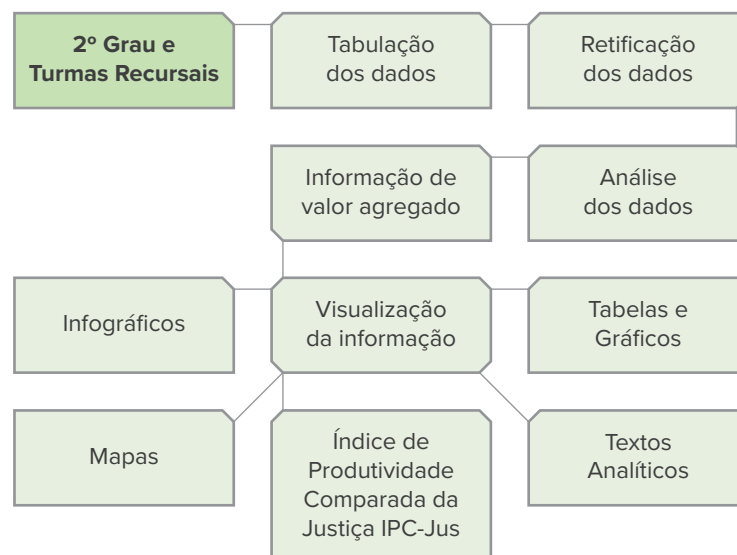 2º Grau e
Turmas Recursais
Tabulação
dos dados
Retificação
dos dados
Informação de
valor agregado
Análise
dos dados
Infográficos
Visualização
da informação
Tabelas e
Gráficos
Mapas
Índice de
Produtividade
Comparada da
Justiça IPC-Jus
Textos
Analíticos